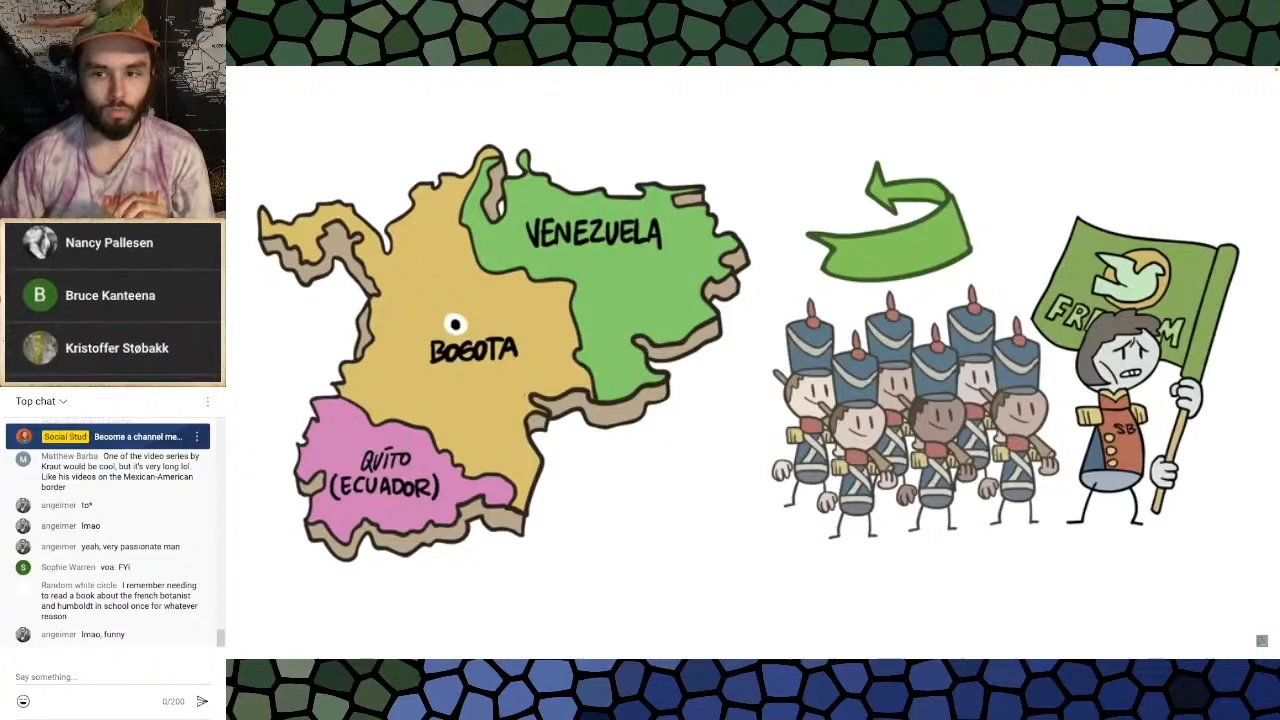 Nancy Pallesen
B
Bruce Kanteena
Kristoffer Støbakk
Top chat
Social Stud Become a channel me...
M
Matthew Barba One of the video series by
Kraut would be cool, but it's very long lol.
Like his videos on the Mexican-American
border
angeimer to*
angeimer lmao
angeimer yeah, very passionate man
S
Sophie Warren voa. FYi
Random white circle I remember needing
to read a book about the french botanist
and humboldt in school once for whatever
reason
angeimer lmao, funny
Say something...
0/200
VENEZUELA
BOGOTA
QUITO
(ECUADOR)
SB